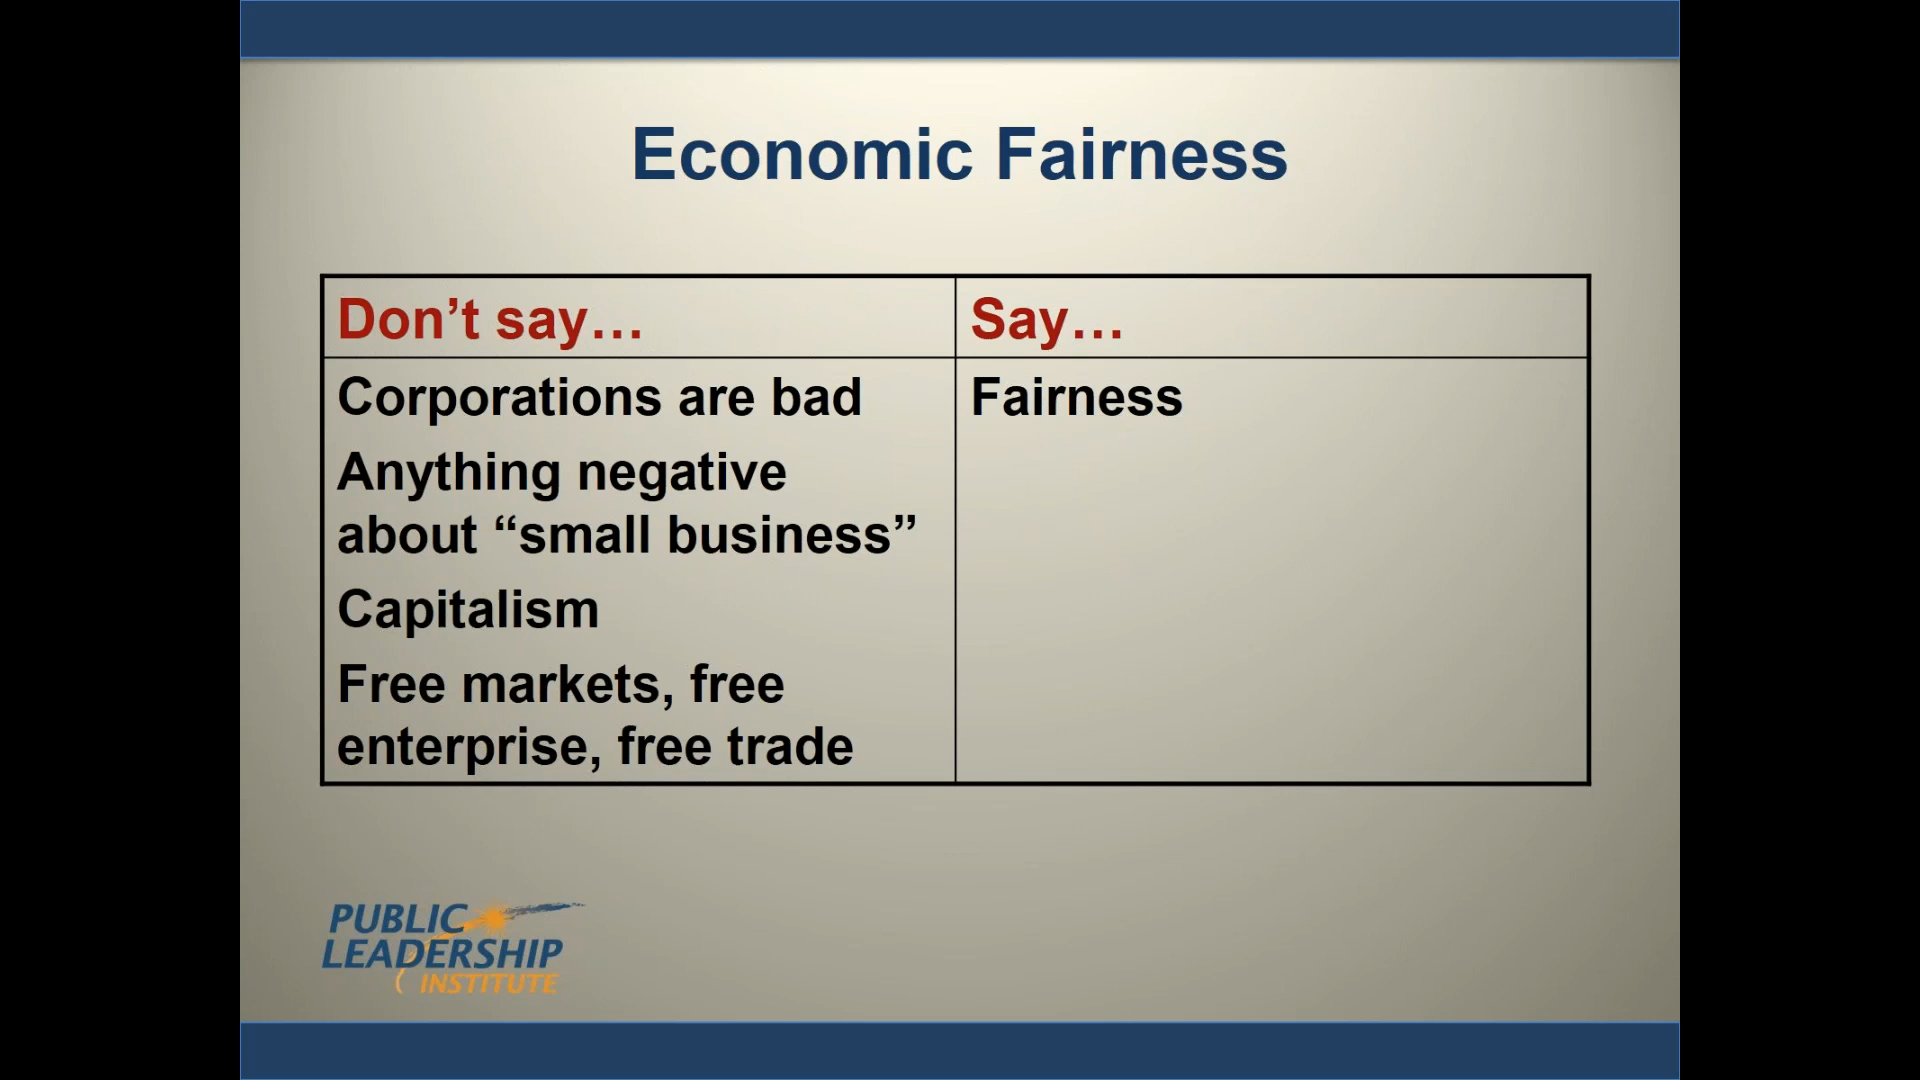 Economic Fairness
Don’t say…
Say…
Corporations are bad
Anything negative
about “small business”
Capitalism
Free markets, free
enterprise, free trade
Fairness
PUBLIC
LEADERSHIP
INSTITUTE